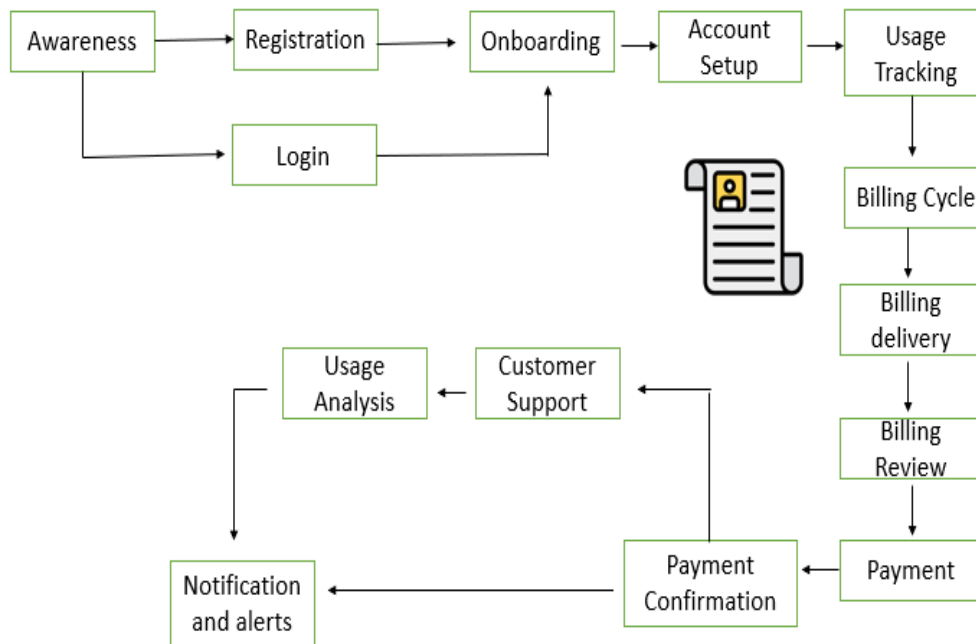 Awareness
Registration
Onboarding
Account
Setup
Usage
Tracking
Login
Billing Cycle
Billing
delivery
Usage
Analysis
Customer
Support
Billing
Review
Notification
and alerts
Payment
Confirmation
Payment